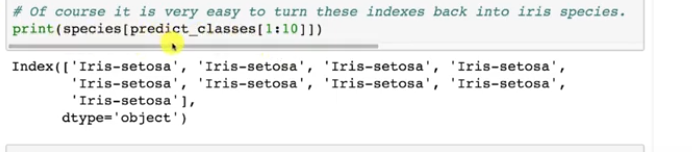 # Of course it is very easy to turn these indexes back into iris species.
print(species[predict_classes[1:10]])
Index(['Iris-setosa', 'Iris-setosa', 'Iris-setosa', 'Iris-setosa',
'Iris-setosa', 'Iris-setosa', 'Iris-setosa', 'Iris-setosa',
'Iris-setosa'],
dtype='object')